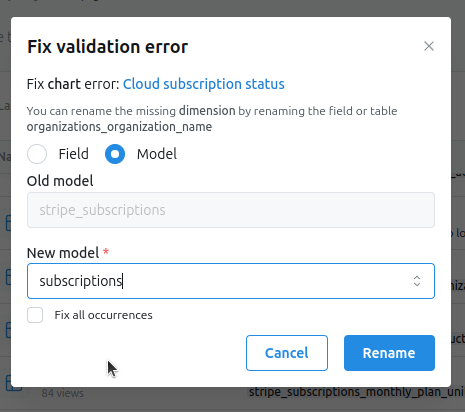 Fix validation error
Fix chart error: Cloud subscription status
You can rename the missing dimension by renaming the field or table
organizations_organization_name
Field
Model
Old model
stripe_subscriptions
New model *
subscriptions
Fix all occurrences
Cancel
Rename
84 views
stripe_subscriptions_monthly_plan_uni